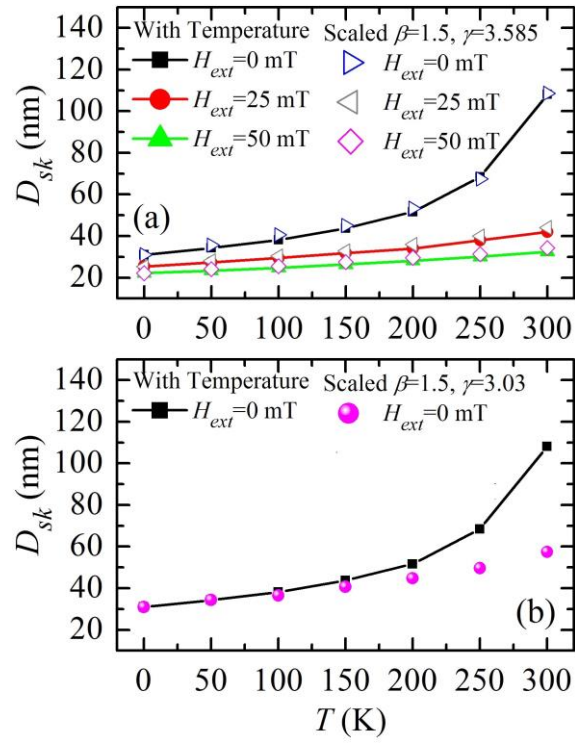 With Temperature Scaled β=1.5, γ=3.585
H_ext=0 mT H_ext=0 mT
H_ext=25 mT H_ext=25 mT
H_ext=50 mT H_ext=50 mT
140
120
100
80
60
40
20
D_sk (nm)
(a)
0 50 100 150 200 250 300
With Temperature Scaled β=1.5, γ=3.03
H_ext=0 mT H_ext=0 mT
140
120
100
80
60
40
20
D_sk (nm)
(b)
0 50 100 150 200 250 300
T (K)